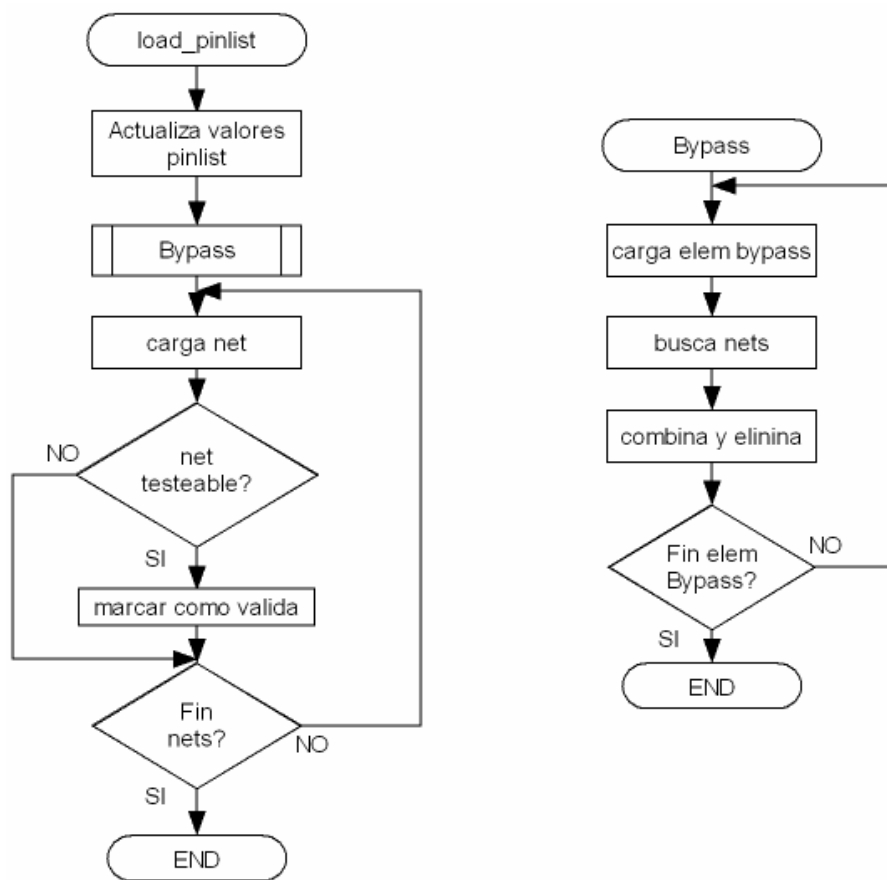 load_pinlist
Actualiza valores
pinlist
Bypass
carga net
NO
net
testeable?
SI
marcar como valida
Fin
nets?
NO
SI
END
Bypass
carga elem bypass
busca nets
combina y elinina
Fin elem
Bypass?
NO
SI
END